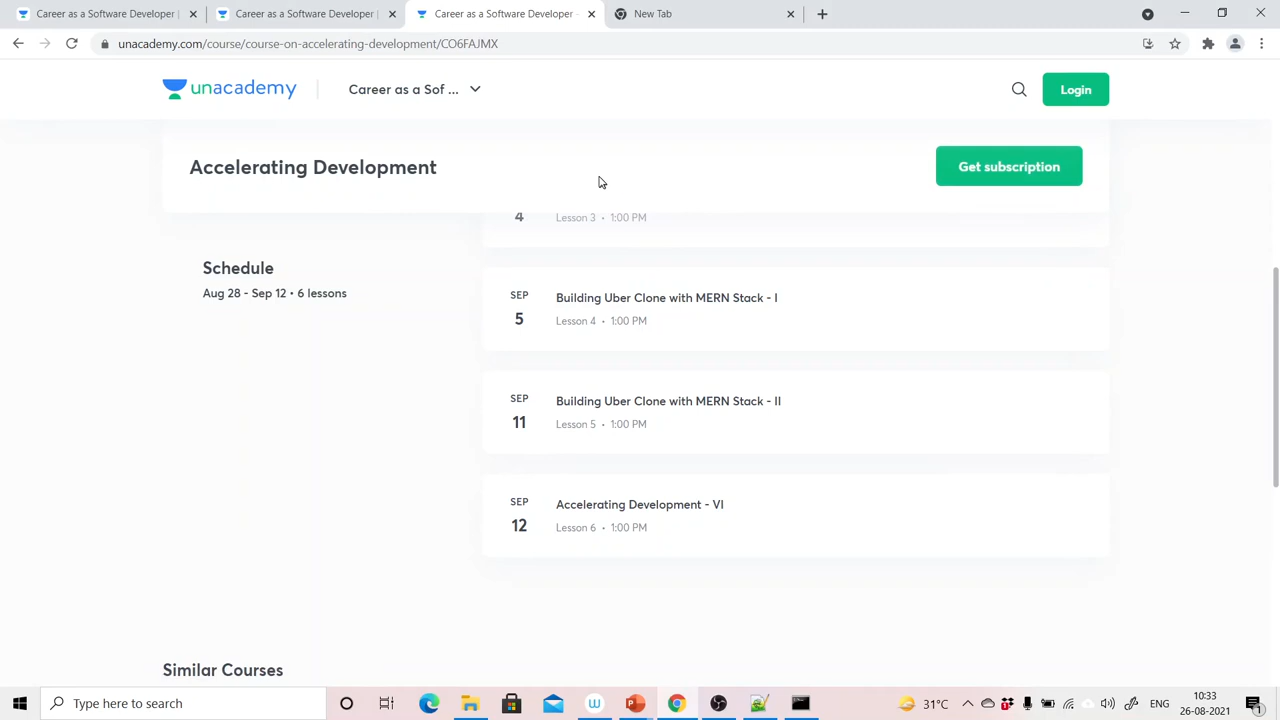 Career as a Software Developer
Career as a Software Developer
Career as a Software Developer
New Tab
unacademy.com/course/course-on-accelerating-development/CO6FAJMX
unacademy
Career as a Sof ...
Login
Accelerating Development
Get subscription
4
Lesson 3 • 1:00 PM
Schedule
Aug 28 - Sep 12 • 6 lessons
SEP
5
Building Uber Clone with MERN Stack - I
Lesson 4 • 1:00 PM
SEP
11
Building Uber Clone with MERN Stack - II
Lesson 5 • 1:00 PM
SEP
12
Accelerating Development - VI
Lesson 6 • 1:00 PM
Similar Courses
Type here to search
31°C
ENG
10:33
26-08-2021